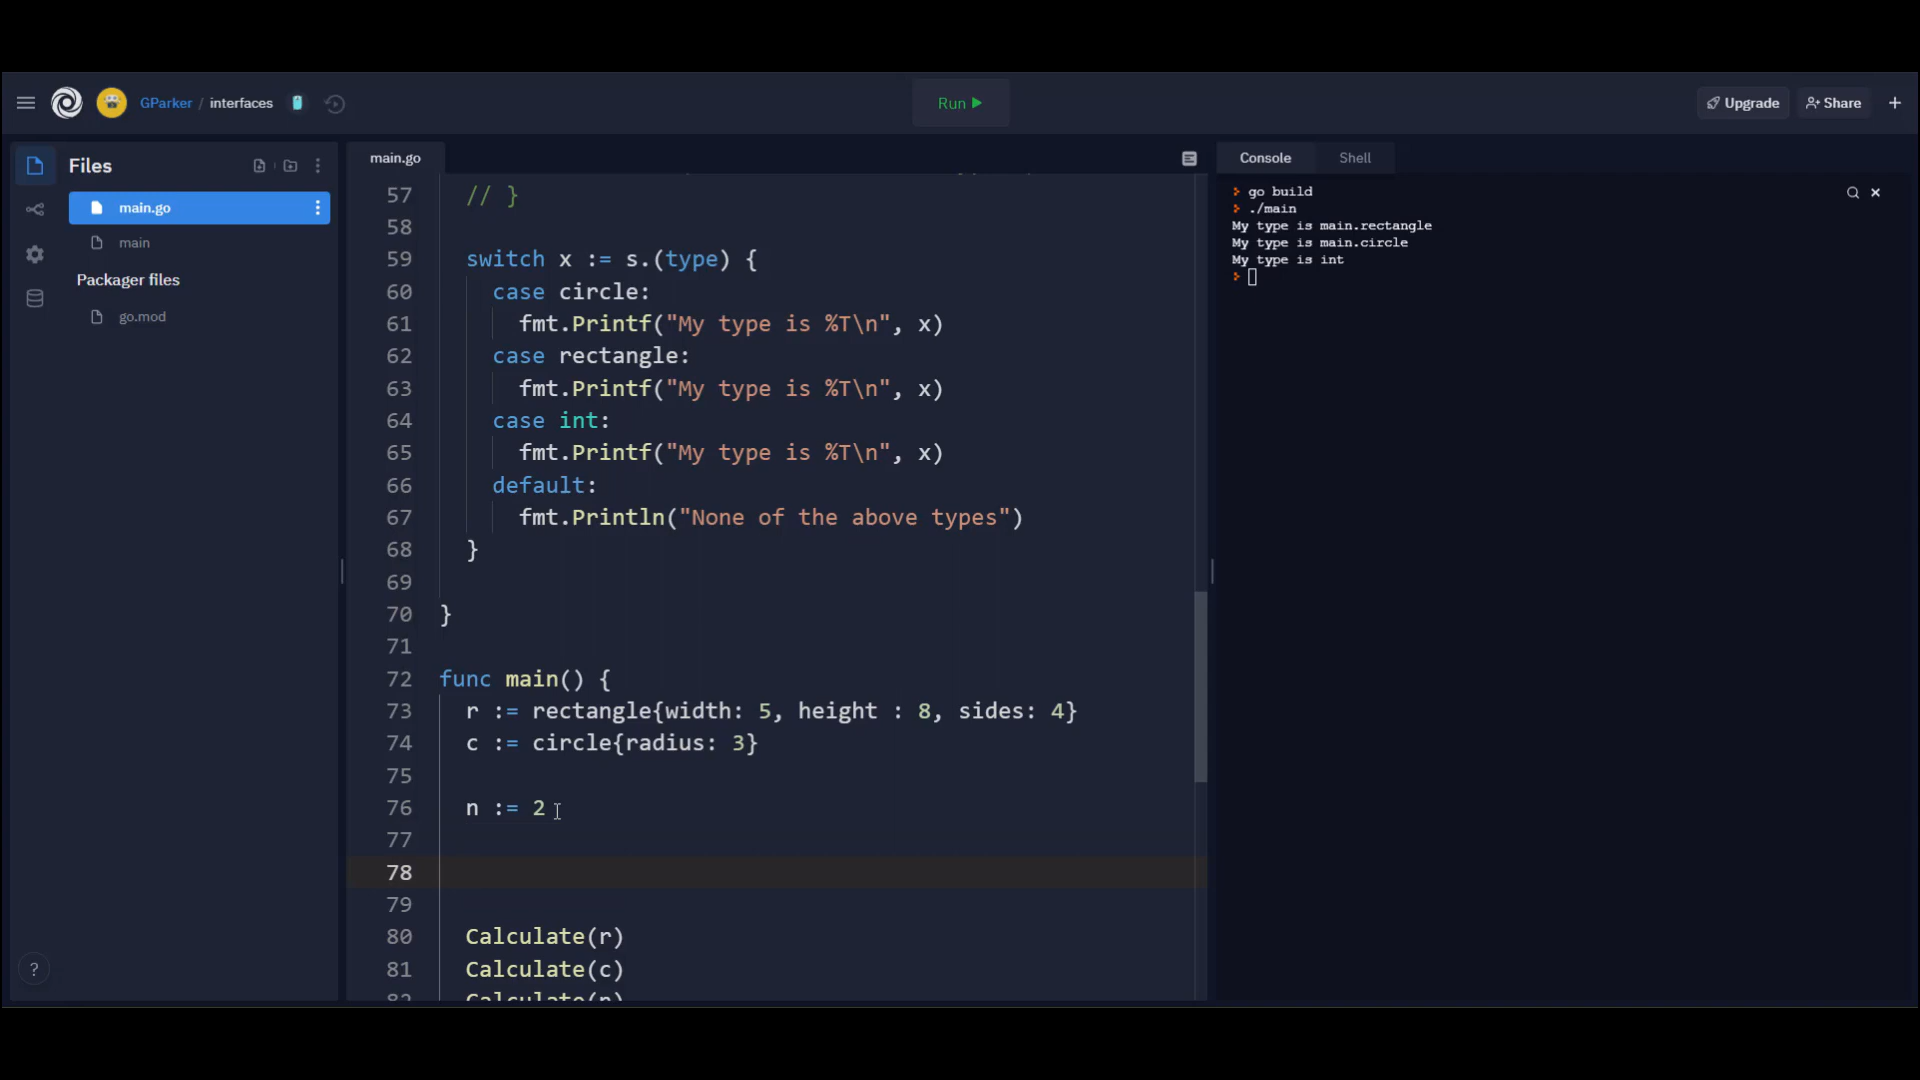 GParker / interfaces
Run
Upgrade
Share
Files
main.go
main
Packager files
go.mod
?
main.go
57 // }
58
59 switch x := s.(type) {
60 case circle:
61 fmt.Printf("My type is %T\n", x)
62 case rectangle:
63 fmt.Printf("My type is %T\n", x)
64 case int:
65 fmt.Printf("My type is %T\n", x)
66 default:
67 fmt.Println("None of the above types")
68 }
69
70 }
71
72 func main() {
73 r := rectangle{width: 5, height : 8, sides: 4}
74 c := circle{radius: 3}
75
76 n := 2
77
78
79
80 Calculate(r)
81 Calculate(c)
82 Calculate(n)
Console
Shell
go build
./main
My type is main.rectangle
My type is main.circle
My type is int